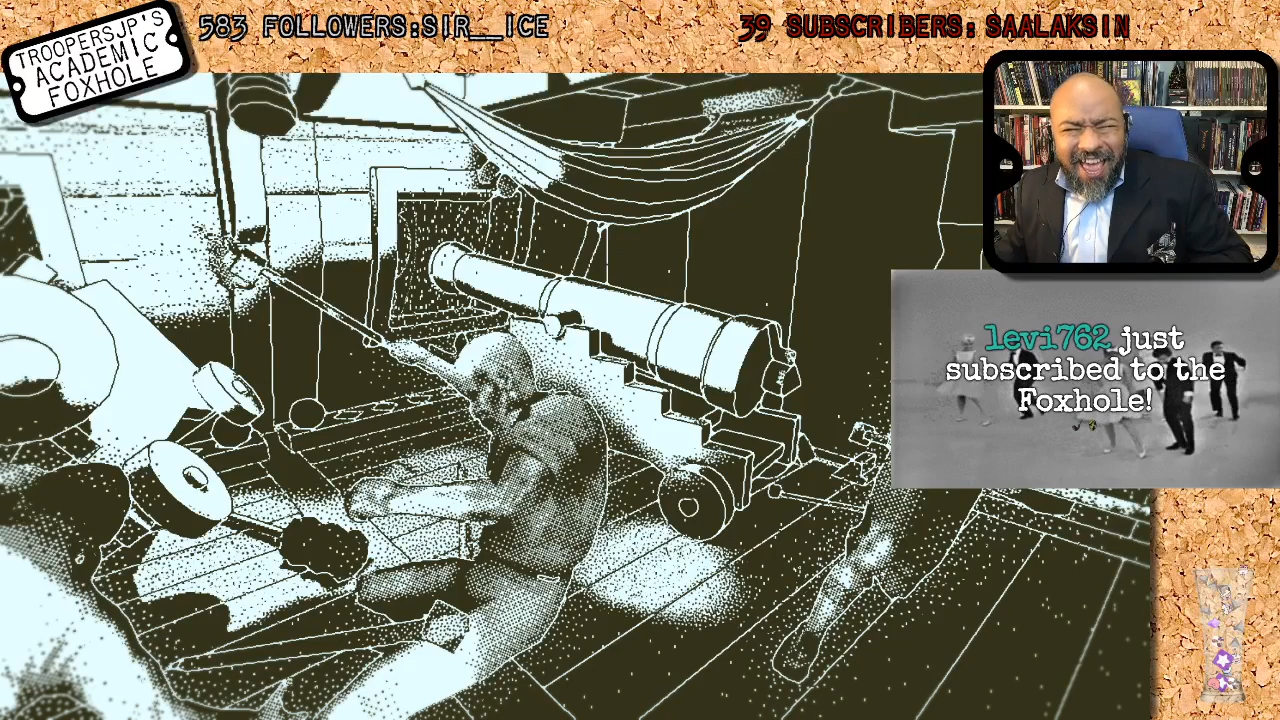 TROOPERSJP'S
ACADEMIC
FOXHOLE
583 FOLLOWERS:SIR__ICE
39 SUBSCRIBERS: SAALAKSIN
levi762 just
subscribed to the
Foxhole!